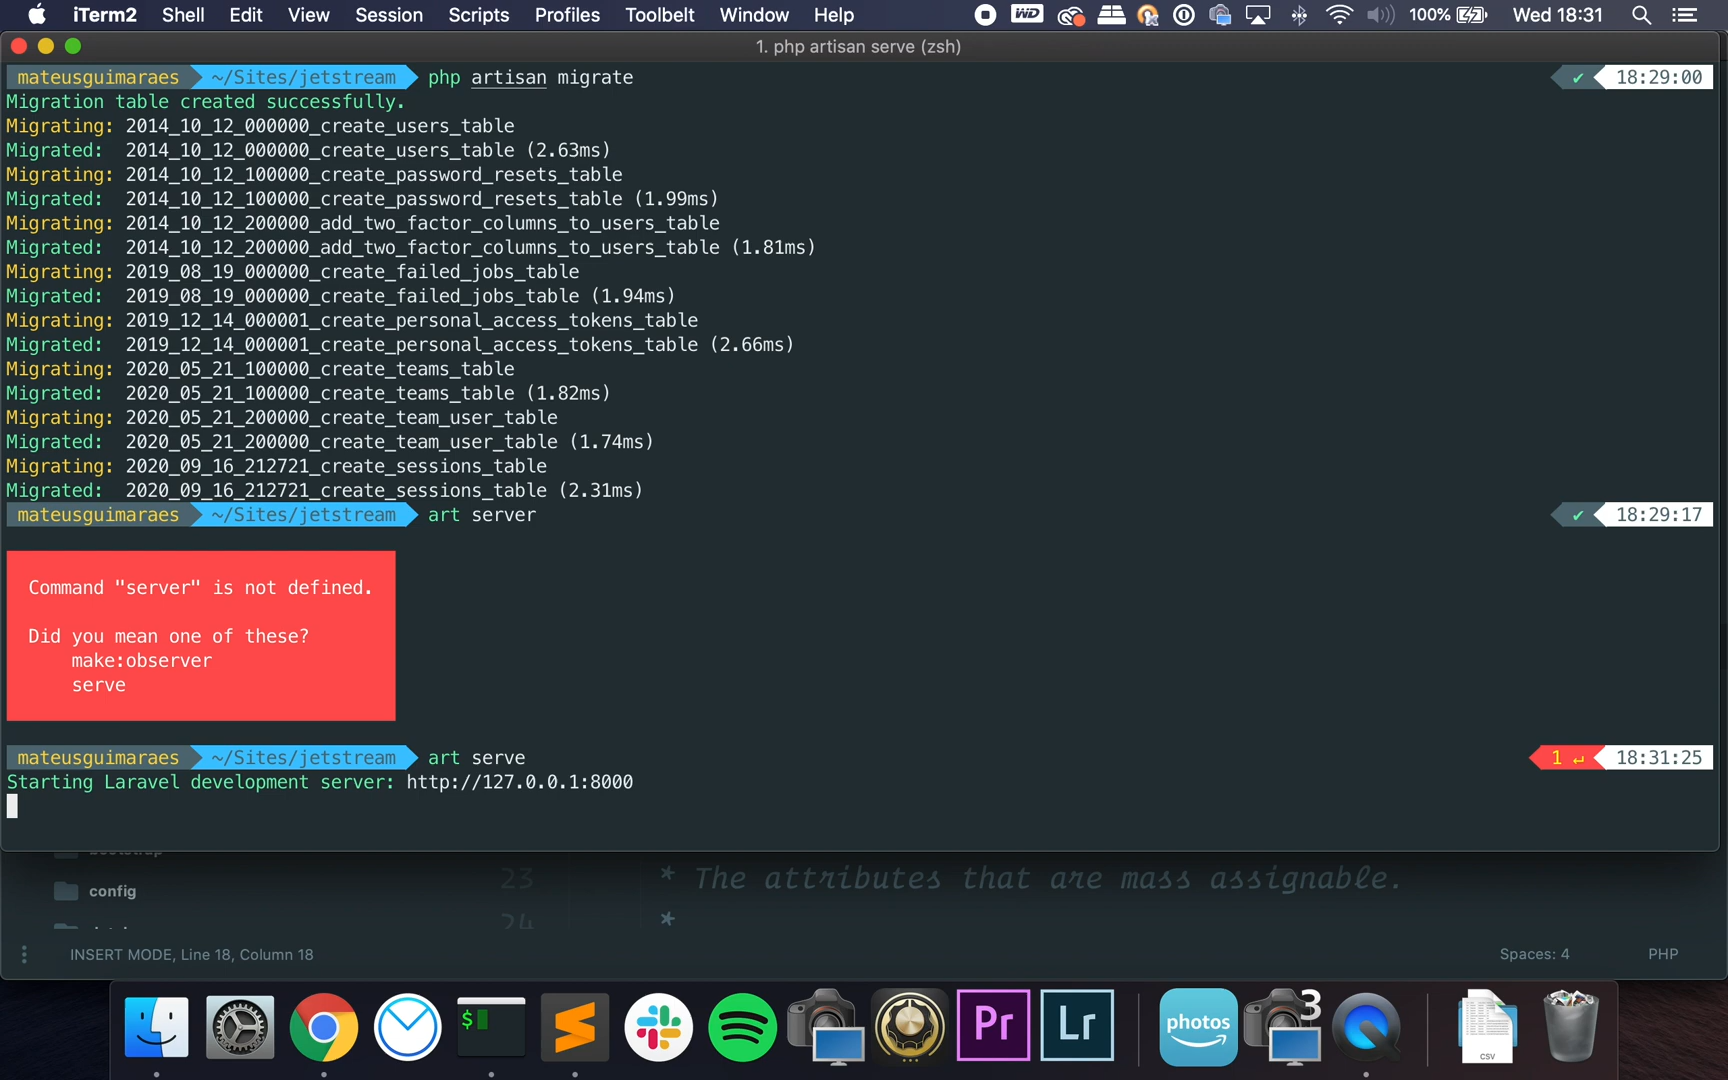 iTerm2 Shell Edit View Session Scripts Profiles Toolbelt Window Help WD 100% Wed 18:31
1. php artisan serve (zsh)
mateusguimaraes ~/Sites/jetstream php artisan migrate ✔ 18:29:00
Migration table created successfully.
Migrating: 2014_10_12_000000_create_users_table
Migrated: 2014_10_12_000000_create_users_table (2.63ms)
Migrating: 2014_10_12_100000_create_password_resets_table
Migrated: 2014_10_12_100000_create_password_resets_table (1.99ms)
Migrating: 2014_10_12_200000_add_two_factor_columns_to_users_table
Migrated: 2014_10_12_200000_add_two_factor_columns_to_users_table (1.81ms)
Migrating: 2019_08_19_000000_create_failed_jobs_table
Migrated: 2019_08_19_000000_create_failed_jobs_table (1.94ms)
Migrating: 2019_12_14_000001_create_personal_access_tokens_table
Migrated: 2019_12_14_000001_create_personal_access_tokens_table (2.66ms)
Migrating: 2020_05_21_100000_create_teams_table
Migrated: 2020_05_21_100000_create_teams_table (1.82ms)
Migrating: 2020_05_21_200000_create_team_user_table
Migrated: 2020_05_21_200000_create_team_user_table (1.74ms)
Migrating: 2020_09_16_212721_create_sessions_table
Migrated: 2020_09_16_212721_create_sessions_table (2.31ms)
mateusguimaraes ~/Sites/jetstream art server ✔ 18:29:17
Command "server" is not defined.
Did you mean one of these?
make:observer
serve
mateusguimaraes ~/Sites/jetstream art serve 1 ↵ 18:31:25
Starting Laravel development server: http://127.0.0.1:8000
23 * The attributes that are mass assignable.
config
24 *
INSERT MODE, Line 18, Column 18 Spaces: 4 PHP
$ Pr Lr photos 3 CSV